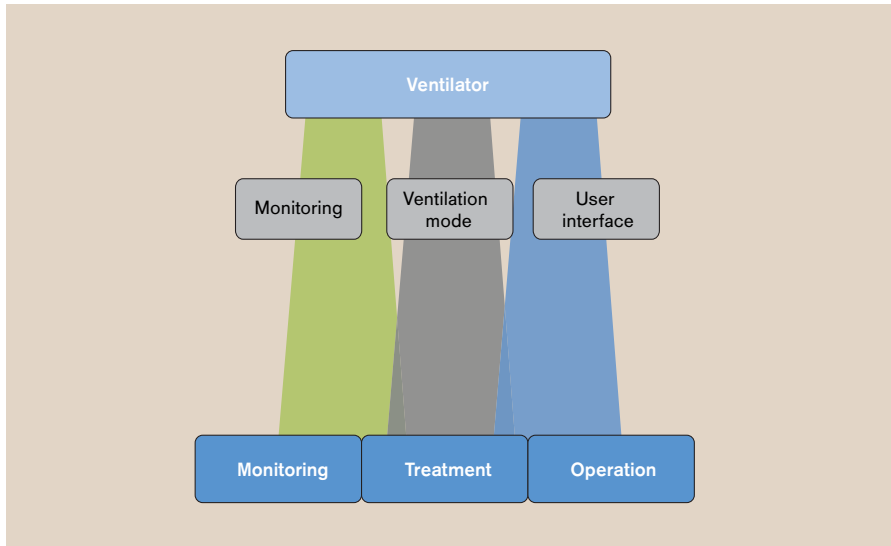 Ventilator
Monitoring
Ventilation
mode
User
interface
Monitoring
Treatment
Operation